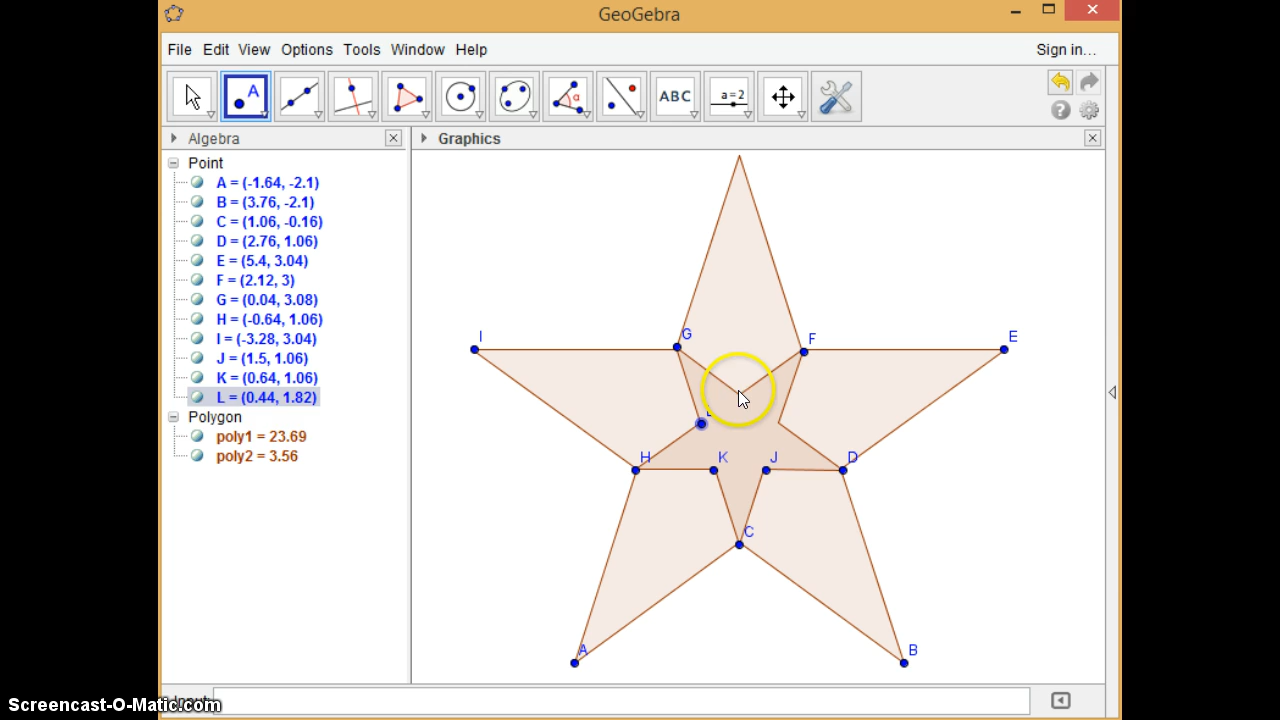 GeoGebra
File Edit View Options Tools Window Help Sign in...
A α ABC a=2
Algebra Graphics
Point
A = (-1.64, -2.1)
B = (3.76, -2.1)
C = (1.06, -0.16)
D = (2.76, 1.06)
E = (5.4, 3.04)
F = (2.12, 3)
G = (0.04, 3.08)
H = (-0.64, 1.06)
I = (-3.28, 3.04)
J = (1.5, 1.06)
K = (0.64, 1.06)
L = (0.44, 1.82)
Polygon
poly1 = 23.69
poly2 = 3.56
I G F E
H K J D
C
A B
Screencast-O-Matic.com